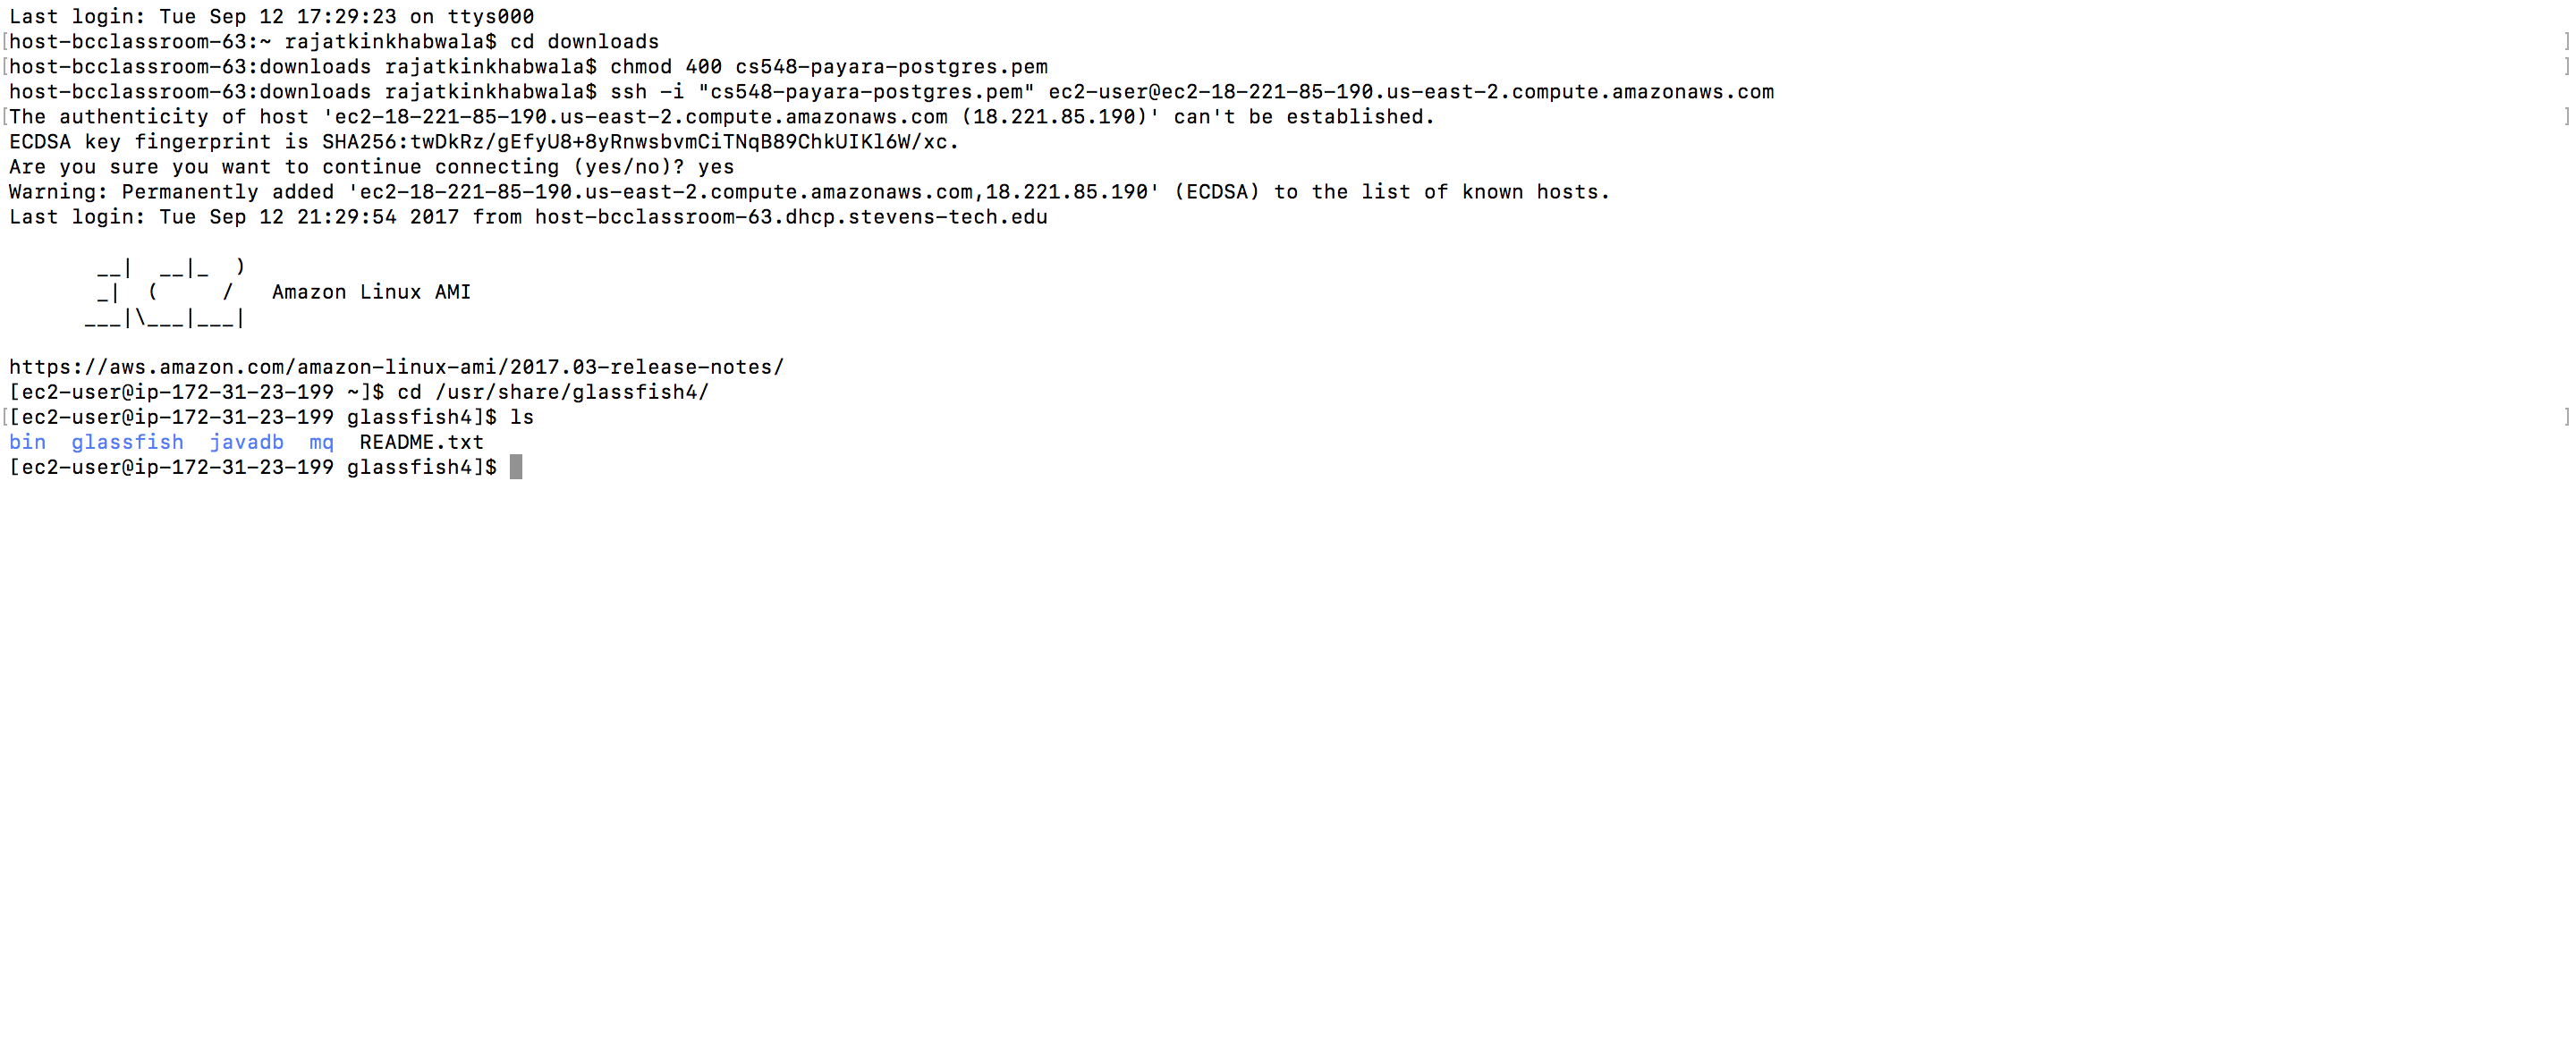 Last login: Tue Sep 12 17:29:23 on ttys000
[host-bcclassroom-63:~ rajatkinkhabwala$ cd downloads ]
[host-bcclassroom-63:downloads rajatkinkhabwala$ chmod 400 cs548-payara-postgres.pem ]
host-bcclassroom-63:downloads rajatkinkhabwala$ ssh -i "cs548-payara-postgres.pem" ec2-user@ec2-18-221-85-190.us-east-2.compute.amazonaws.com
[The authenticity of host 'ec2-18-221-85-190.us-east-2.compute.amazonaws.com (18.221.85.190)' can't be established. ]
ECDSA key fingerprint is SHA256:twDkRz/gEfyU8+8yRnwsbvmCiTNqB89ChkUIKl6W/xc.
Are you sure you want to continue connecting (yes/no)? yes
Warning: Permanently added 'ec2-18-221-85-190.us-east-2.compute.amazonaws.com,18.221.85.190' (ECDSA) to the list of known hosts.
Last login: Tue Sep 12 21:29:54 2017 from host-bcclassroom-63.dhcp.stevens-tech.edu
       __|  __|_  )
       _|  (     /   Amazon Linux AMI
      ___|\___|___|
https://aws.amazon.com/amazon-linux-ami/2017.03-release-notes/
[ec2-user@ip-172-31-23-199 ~]$ cd /usr/share/glassfish4/
[[ec2-user@ip-172-31-23-199 glassfish4]$ ls ]
bin  glassfish  javadb  mq  README.txt
[ec2-user@ip-172-31-23-199 glassfish4]$